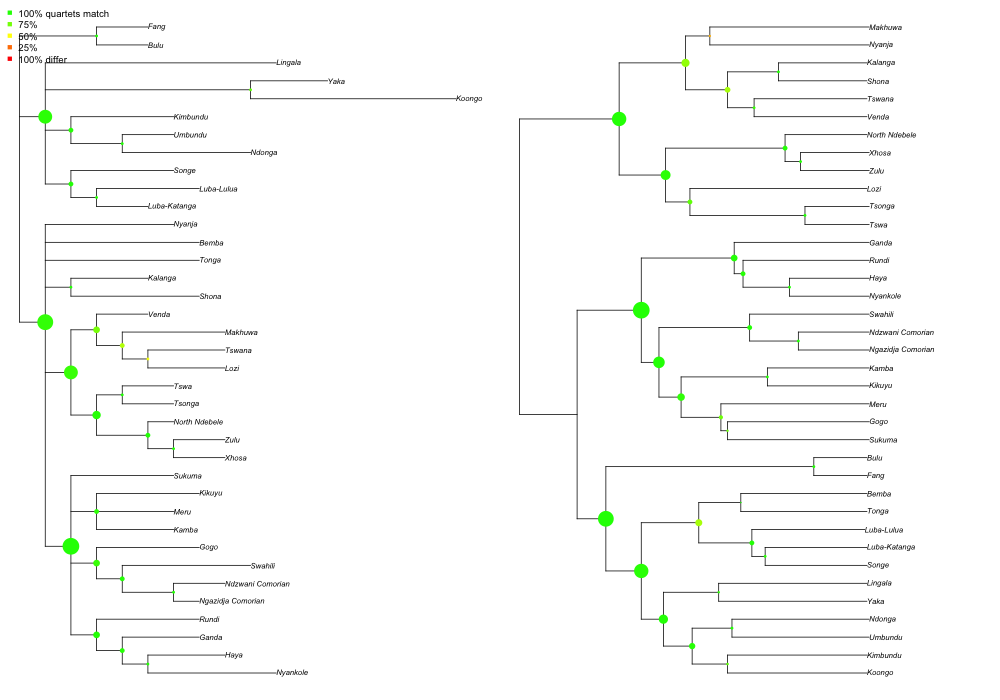 100% quartets match
75%
50%
25%
100% differ
Fang
Bulu
Lingala
Yaka
Koongo
Kimbundu
Umbundu
Ndonga
Songe
Luba-Lulua
Luba-Katanga
Nyanja
Bemba
Tonga
Kalanga
Shona
Venda
Makhuwa
Tswana
Lozi
Tswa
Tsonga
North Ndebele
Zulu
Xhosa
Sukuma
Kikuyu
Meru
Kamba
Gogo
Swahili
Ndzwani Comorian
Ngazidja Comorian
Rundi
Ganda
Haya
Nyankole
Makhuwa
Nyanja
Kalanga
Shona
Tswana
Venda
North Ndebele
Xhosa
Zulu
Lozi
Tsonga
Tswa
Ganda
Rundi
Haya
Nyankole
Swahili
Ndzwani Comorian
Ngazidja Comorian
Kamba
Kikuyu
Meru
Gogo
Sukuma
Bulu
Fang
Bemba
Tonga
Luba-Lulua
Luba-Katanga
Songe
Lingala
Yaka
Ndonga
Umbundu
Kimbundu
Koongo